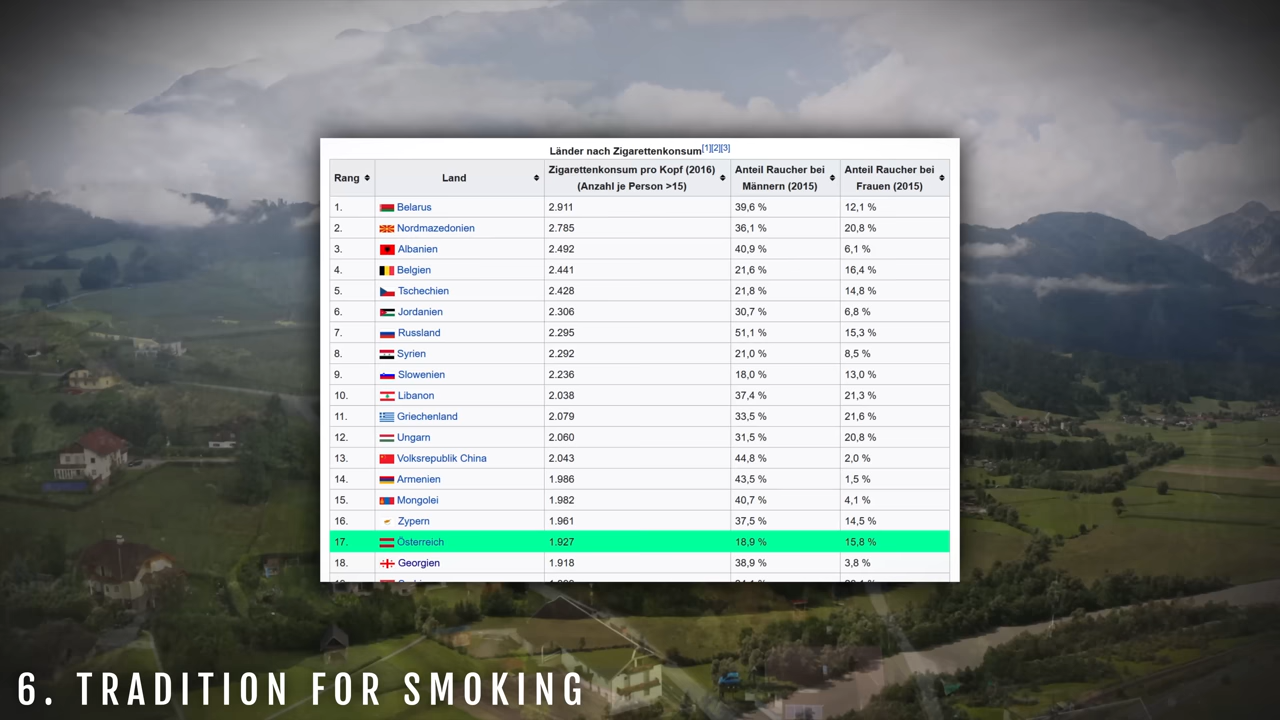 Länder nach Zigarettenkonsum[1][2][3]
Rang Land Zigarettenkonsum pro Kopf (2016) (Anzahl je Person >15) Anteil Raucher bei Männern (2015) Anteil Raucher bei Frauen (2015)
1. Belarus 2.911 39,6 % 12,1 %
2. Nordmazedonien 2.785 36,1 % 20,8 %
3. Albanien 2.492 40,9 % 6,1 %
4. Belgien 2.441 21,6 % 16,4 %
5. Tschechien 2.428 21,8 % 14,8 %
6. Jordanien 2.306 30,7 % 6,8 %
7. Russland 2.295 51,1 % 15,3 %
8. Syrien 2.292 21,0 % 8,5 %
9. Slowenien 2.236 18,0 % 13,0 %
10. Libanon 2.038 37,4 % 21,3 %
11. Griechenland 2.079 33,5 % 21,6 %
12. Ungarn 2.060 31,5 % 20,8 %
13. Volksrepublik China 2.043 44,8 % 2,0 %
14. Armenien 1.986 43,5 % 1,5 %
15. Mongolei 1.982 40,7 % 4,1 %
16. Zypern 1.961 37,5 % 14,5 %
17. Österreich 1.927 18,9 % 15,8 %
18. Georgien 1.918 38,9 % 3,8 %
6. TRADITION FOR SMOKING